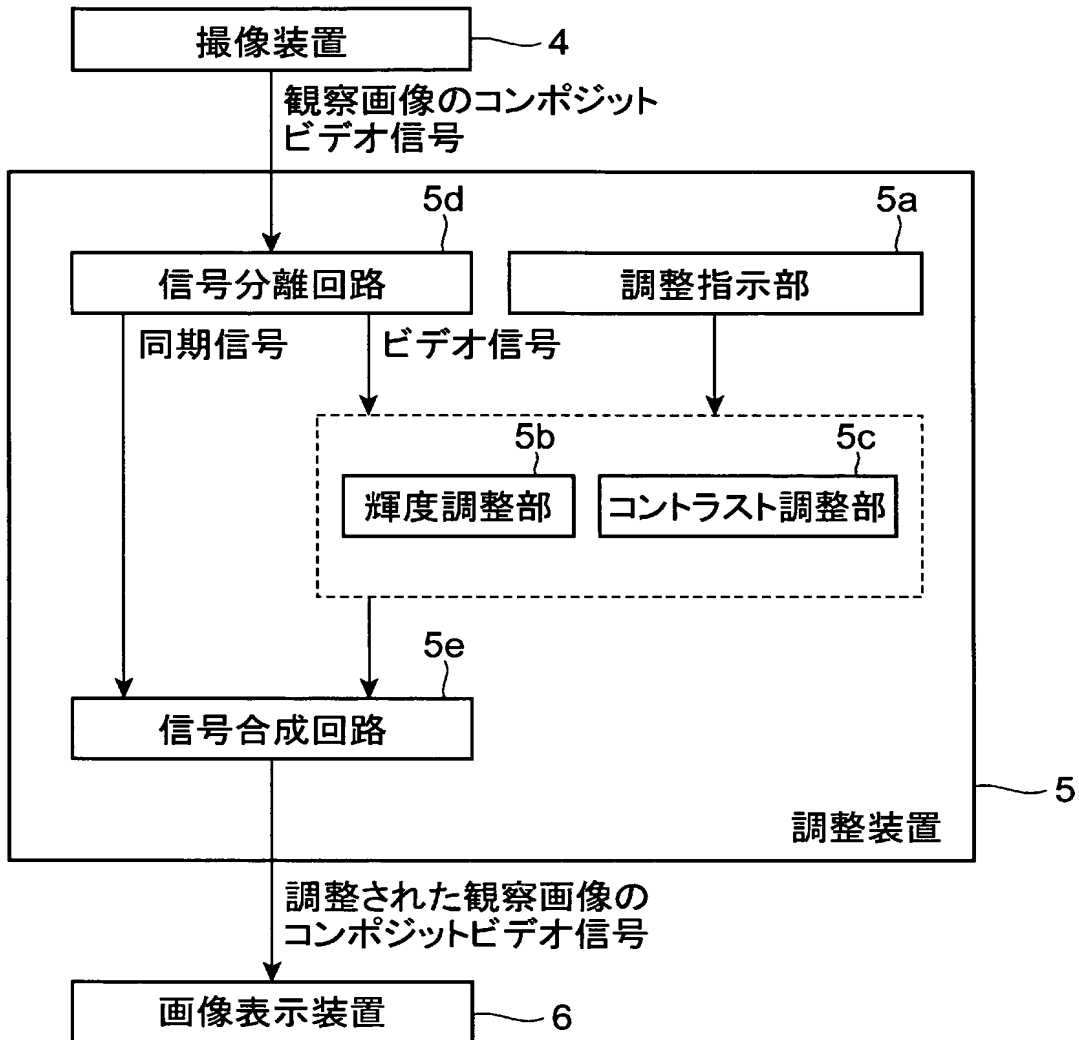 撮像装置
4
観察画像のコンポジット
ビデオ信号
5d
5a
信号分離回路
調整指示部
同期信号
ビデオ信号
5b
5c
輝度調整部
コントラスト調整部
5e
信号合成回路
5
調整装置
調整された観察画像の
コンポジットビデオ信号
画像表示装置
6